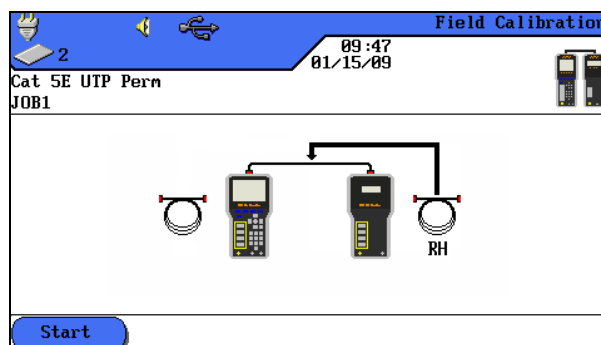 Field Calibration
2
09:47
01/15/09
Cat 5E UTP Perm
JOB1
RH
Start